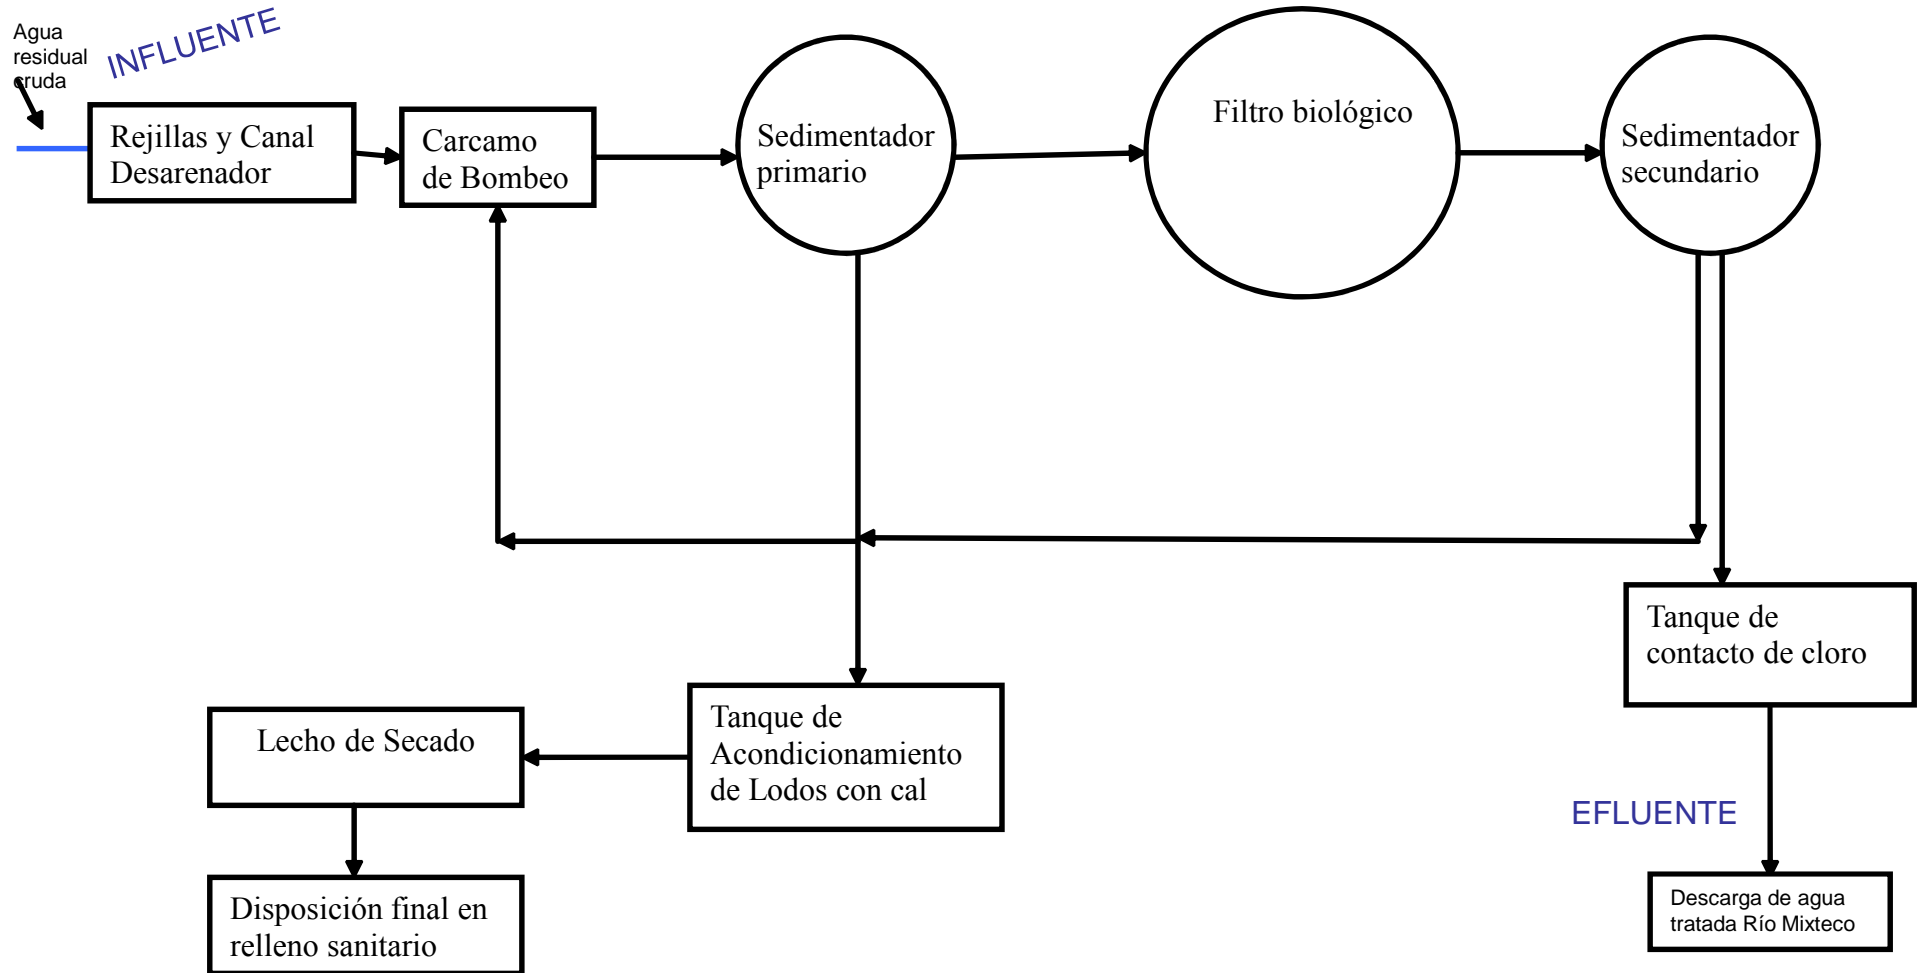 Agua
residual
cruda
INFLUENTE
Rejillas y Canal
Desarenador
Carcamo
de Bombeo
Sedimentador
primario
Filtro biológico
Sedimentador
secundario
Tanque de
contacto de cloro
Tanque de
Acondicionamiento
de Lodos con cal
Lecho de Secado
EFLUENTE
Disposición final en
relleno sanitario
Descarga de agua
tratada Río Mixteco